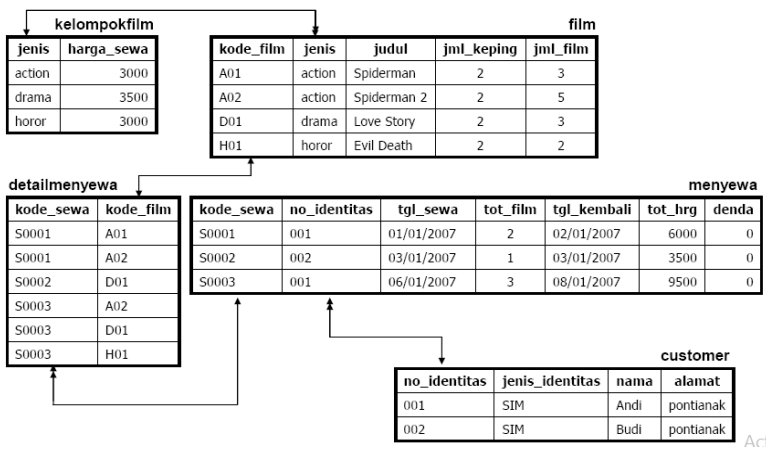 kelompokfilm
jenis harga_sewa
action 3000
drama 3500
horor 3000
film
kode_film jenis judul jml_keping jml_film
A01 action Spiderman 2 3
A02 action Spiderman 2 2 5
D01 drama Love Story 2 3
H01 horor Evil Death 2 2
detailmenyewa
kode_sewa kode_film
S0001 A01
S0001 A02
S0002 D01
S0003 A02
S0003 D01
S0003 H01
menyewa
kode_sewa no_identitas tgl_sewa tot_film tgl_kembali tot_hrg denda
S0001 001 01/01/2007 2 02/01/2007 6000 0
S0002 002 03/01/2007 1 03/01/2007 3500 0
S0003 001 06/01/2007 3 08/01/2007 9500 0
customer
no_identitas jenis_identitas nama alamat
001 SIM Andi pontianak
002 SIM Budi pontianak